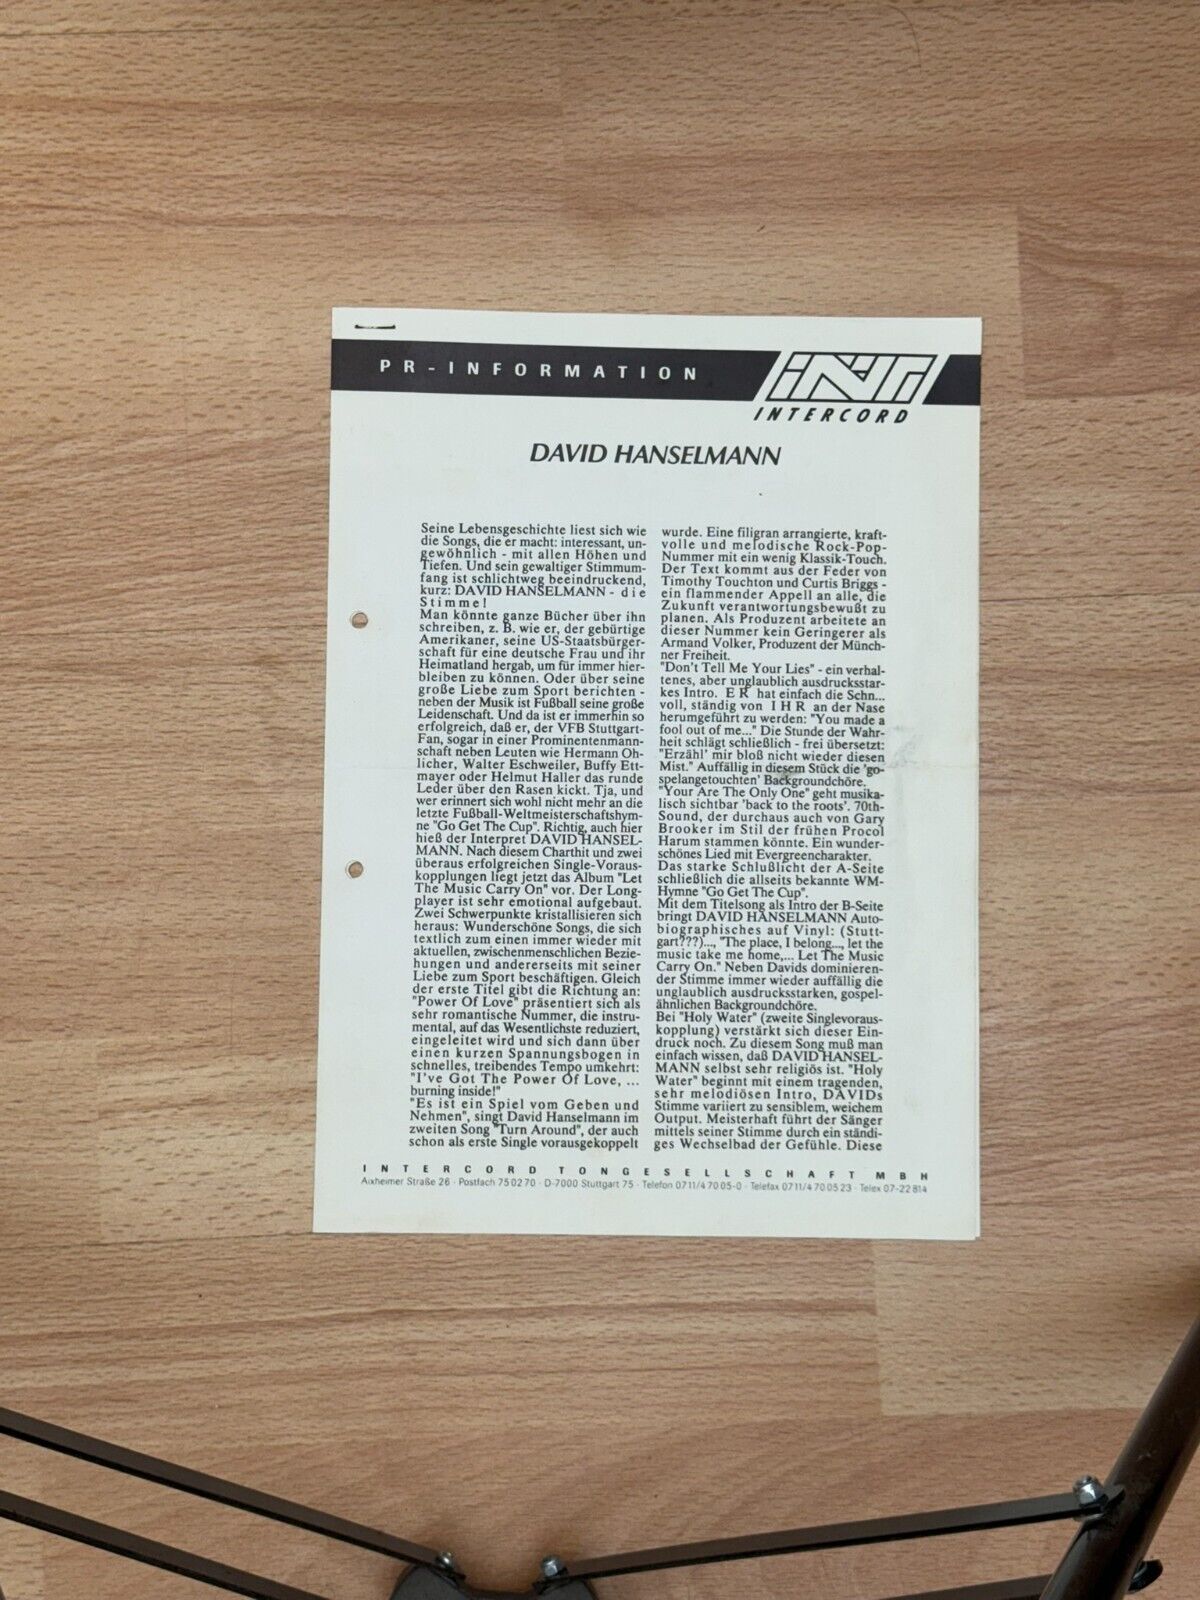 PR-INFORMATION
INT
INTERCORD
DAVID HANSELMANN
Seine Lebensgeschichte liest sich wie
die Songs, die er macht: interessant, un-
gewöhnlich - mit allen Höhen und
Tiefen. Und sein gewaltiger Stimmum-
fang ist schlichtweg beeindruckend,
kurz: DAVID HANSELMANN - die
Stimme!
Man könnte ganze Bücher über ihn
schreiben, z. B. wie er, der gebürtige
Amerikaner, seine US-Staatsbürger-
schaft für eine deutsche Frau und ihr
Heimatland hergab, um für immer hier-
bleiben zu können. Oder über seine
große Liebe zum Sport berichten -
neben der Musik ist Fußball seine große
Leidenschaft. Und da ist er immerhin so
erfolgreich, daß er, der VFB Stuttgart-
Fan, sogar in einer Prominentenmann-
schaft neben Leuten wie Hermann Oh-
licher, Walter Eschweiler, Buffy Ett-
mayer oder Helmut Haller das runde
Leder über den Rasen kickt. Tja, und
wer erinnert sich wohl nicht mehr an die
letzte Fußball-Weltmeisterschaftshym-
ne "Go Get The Cup". Richtig, auch hier
hieß der Interpret DAVID HANSEL-
MANN. Nach diesem Charthit und zwei
überaus erfolgreichen Single-Voraus-
kopplungen liegt jetzt das Album "Let
The Music Carry On" vor. Der Long-
player ist sehr emotional aufgebaut.
Zwei Schwerpunkte kristallisieren sich
heraus: Wunderschöne Songs, die sich
textlich zum einen immer wieder mit
aktuellen, zwischenmenschlichen Bezie-
hungen und andererseits mit seiner
Liebe zum Sport beschäftigen. Gleich
der erste Titel gibt die Richtung an:
"Power Of Love" präsentiert sich als
sehr romantische Nummer, die instru-
mental, auf das Wesentlichste reduziert,
eingeleitet wird und sich dann über
einen kurzen Spannungsbogen in
schnelles, treibendes Tempo umkehrt:
"I've Got The Power Of Love, ...
burning inside!"
"Es ist ein Spiel vom Geben und
Nehmen", singt David Hanselmann im
zweiten Song "Turn Around", der auch
schon als erste Single vorausgekoppelt
wurde. Eine filigran arrangierte, kraft-
volle und melodische Rock-Pop-
Nummer mit ein wenig Klassik-Touch.
Der Text kommt aus der Feder von
Timothy Touchton und Curtis Briggs -
ein flammender Appell an alle, die
Zukunft verantwortungsbewußt zu
planen. Als Produzent arbeitete an
dieser Nummer kein Geringerer als
Armand Volker, Produzent der Münch-
ner Freiheit.
"Don't Tell Me Your Lies" - ein verhal-
tenes, aber unglaublich ausdrucksstar-
kes Intro. ER hat einfach die Schn...
voll, ständig von IHR an der Nase
herumgeführt zu werden: "You made a
fool out of me..." Die Stunde der Wahr-
heit schlägt schließlich - frei übersetzt:
"Erzähl' mir bloß nicht wieder diesen
Mist." Auffällig in diesem Stück die 'go-
spelangetouchten' Backgroundchöre.
"Your Are The Only One" geht musika-
lisch sichtbar 'back to the roots'. 70th-
Sound, der durchaus auch von Gary
Brooker im Stil der frühen Procol
Harum stammen könnte. Ein wunder-
schönes Lied mit Evergreencharakter.
Das starke Schlußlicht der A-Seite
schließlich die allseits bekannte WM-
Hymne "Go Get The Cup".
Mit dem Titelsong als Intro der B-Seite
bringt DAVID HANSELMANN Auto-
biographisches auf Vinyl: (Stutt-
gart???)..., "The place, I belong..., let the
music take me home,... Let The Music
Carry On." Neben Davids dominieren-
der Stimme immer wieder auffällig die
unglaublich ausdrucksstarken, gospel-
ähnlichen Backgroundchöre.
Bei "Holy Water" (zweite Singlevoraus-
kopplung) verstärkt sich dieser Ein-
druck noch. Zu diesem Song muß man
einfach wissen, daß DAVID HANSEL-
MANN selbst sehr religiös ist. "Holy
Water" beginnt mit einem tragenden,
sehr melodiösen Intro, DAVIDs
Stimme variiert zu sensiblem, weichem
Output. Meisterhaft führt der Sänger
mittels seiner Stimme durch ein ständi-
ges Wechselbad der Gefühle. Diese
INTERCORD TONGESELLSCHAFT MBH
Aixheimer Straße 26 · Postfach 75 02 70 · D-7000 Stuttgart 75 · Telefon 07 11/4 70 05-0 · Telefax 07 11/4 70 05 23 · Telex 07-22 814